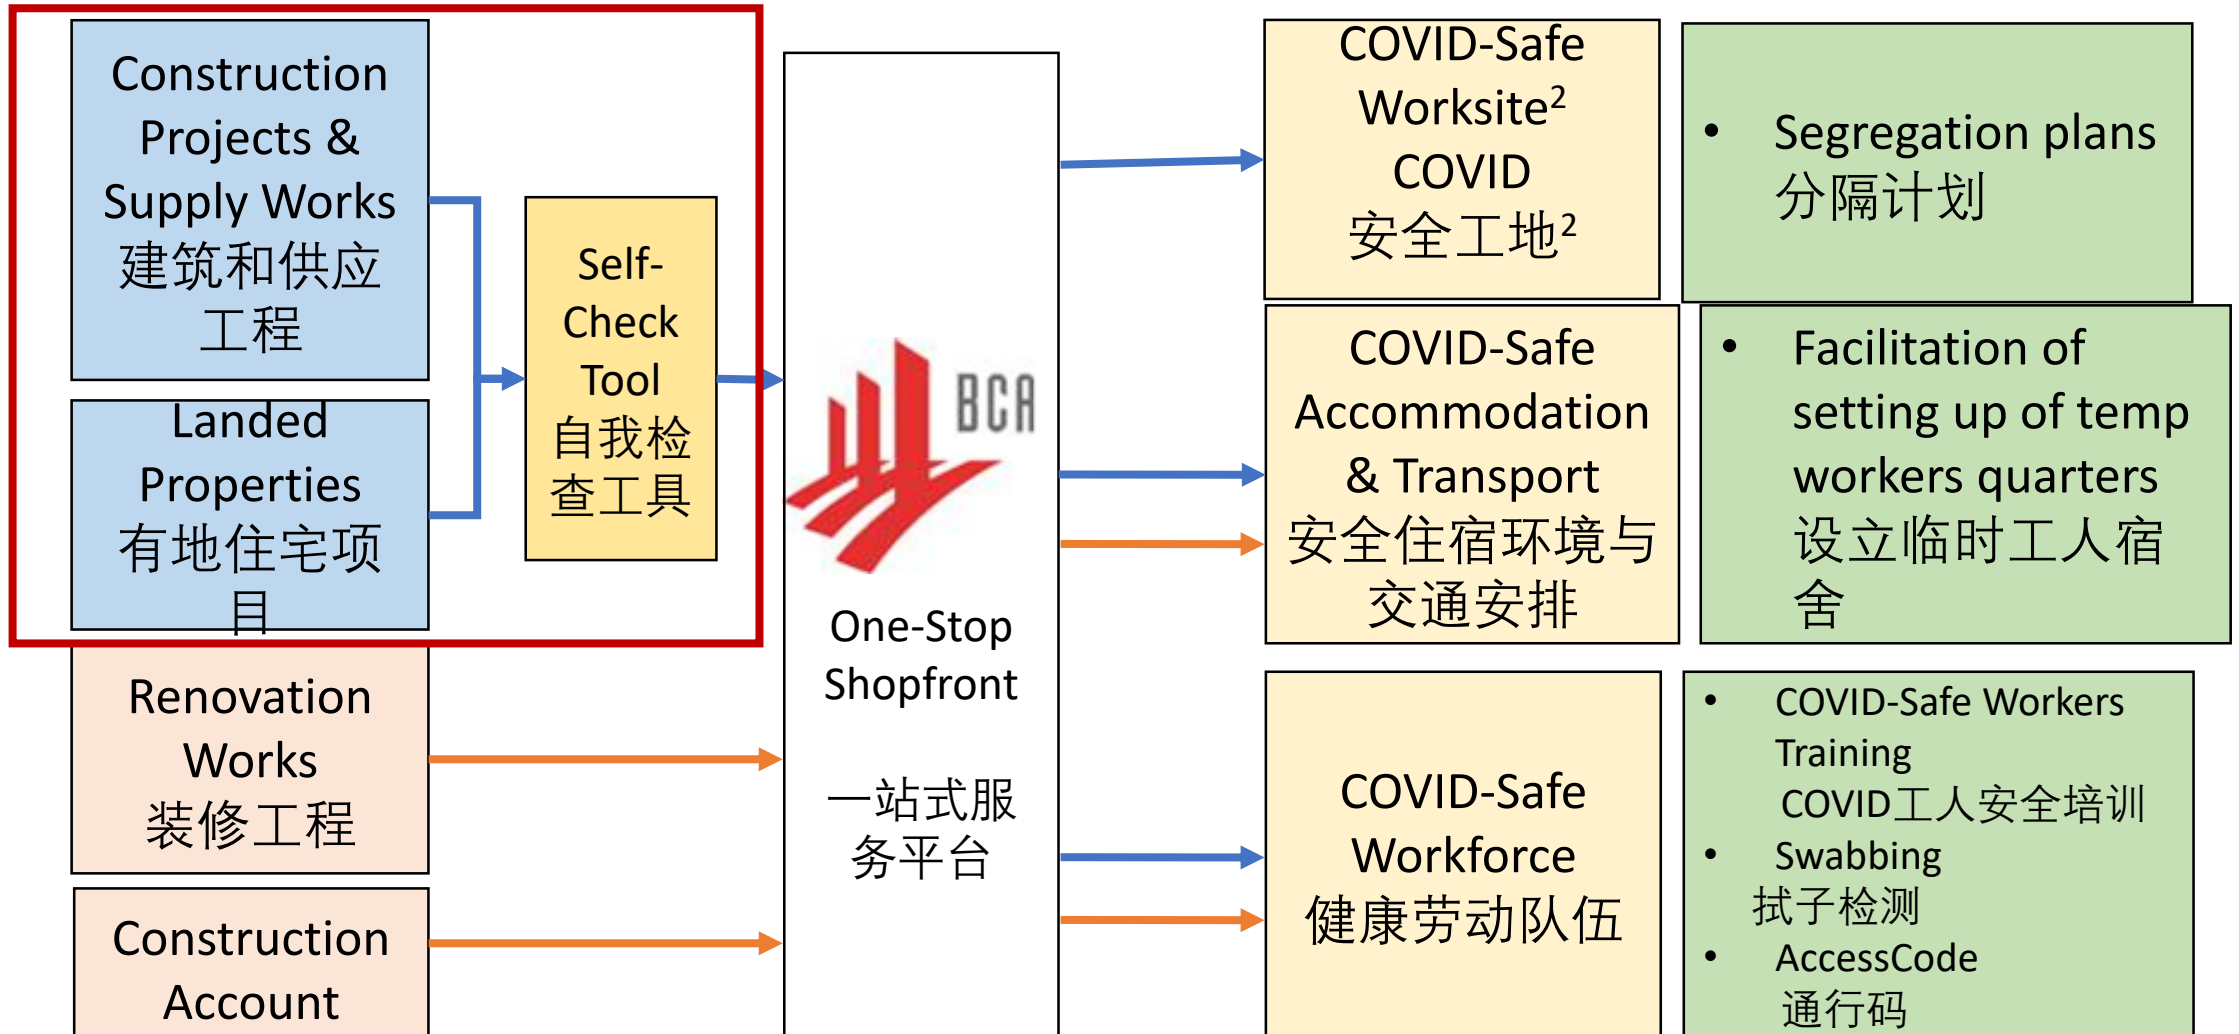 Construction
Projects &
Supply Works
建筑和供应
工程
Landed
Properties
有地住宅项
目
Renovation
Works
装修工程
Construction
Account
Self-
Check
Tool
自我检
查工具
BCA
One-Stop
Shopfront
一站式服
务平台
COVID-Safe
Worksite²
COVID
安全工地²
COVID-Safe
Accommodation
& Transport
安全住宿环境与
交通安排
COVID-Safe
Workforce
健康劳动队伍
• Segregation plans
分隔计划
• Facilitation of
setting up of temp
workers quarters
设立临时工人宿
舍
• COVID-Safe Workers
Training
COVID工人安全培训
• Swabbing
拭子检测
• AccessCode
通行码